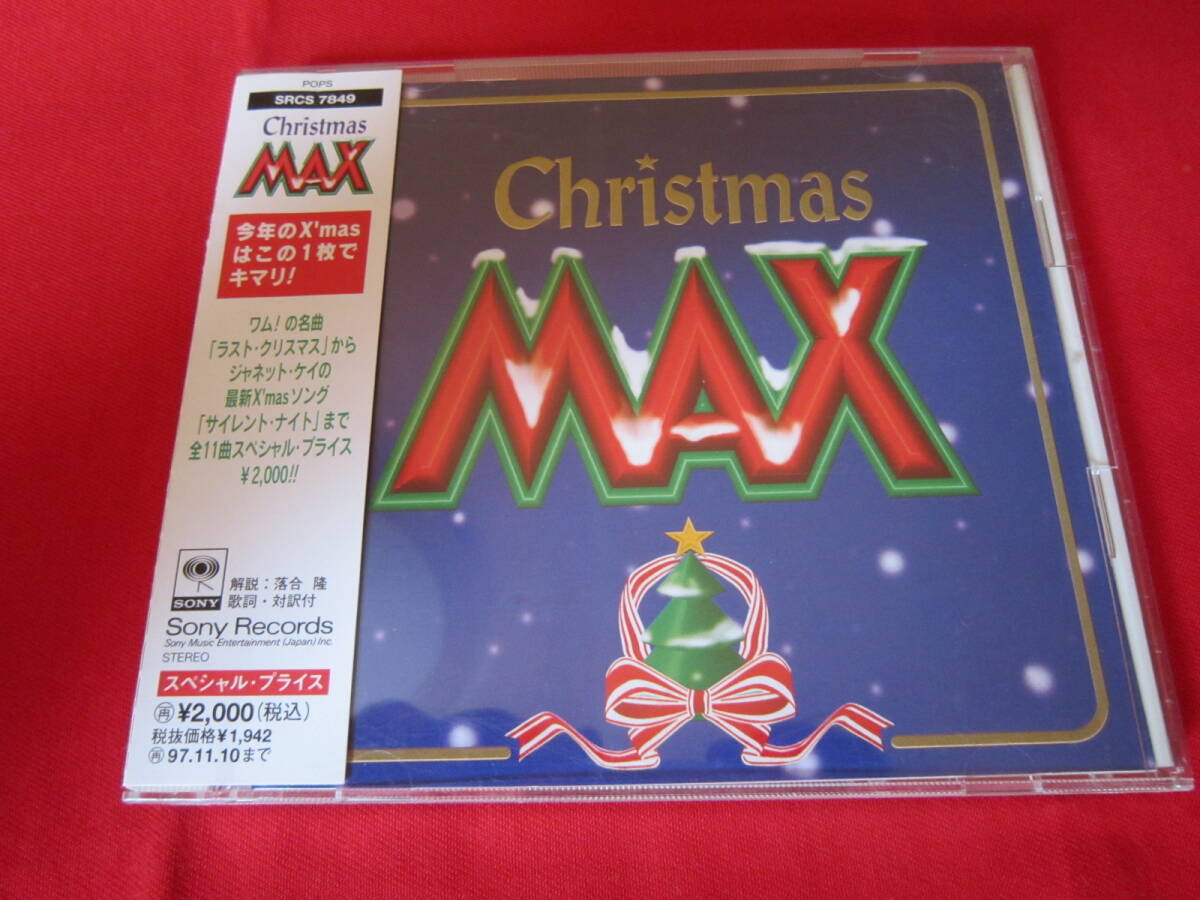 POPS
SRCS 7849
Christmas
MAX
今年のX'mas
はこの1枚で
キマリ!
ワム!の名曲
「ラスト・クリスマス」から
ジャネット・ケイの
最新X'masソング
「サイレント・ナイト」まで
全11曲スペシャル・プライス
¥2,000!!
SONY
解説:落合 隆
歌詞・対訳付
Sony Records
Sony Music Entertainment (Japan) Inc.
STEREO
スペシャル・プライス
再 ¥2,000(税込)
税抜価格¥1,942
再 97.11.10まで
Christmas
MAX